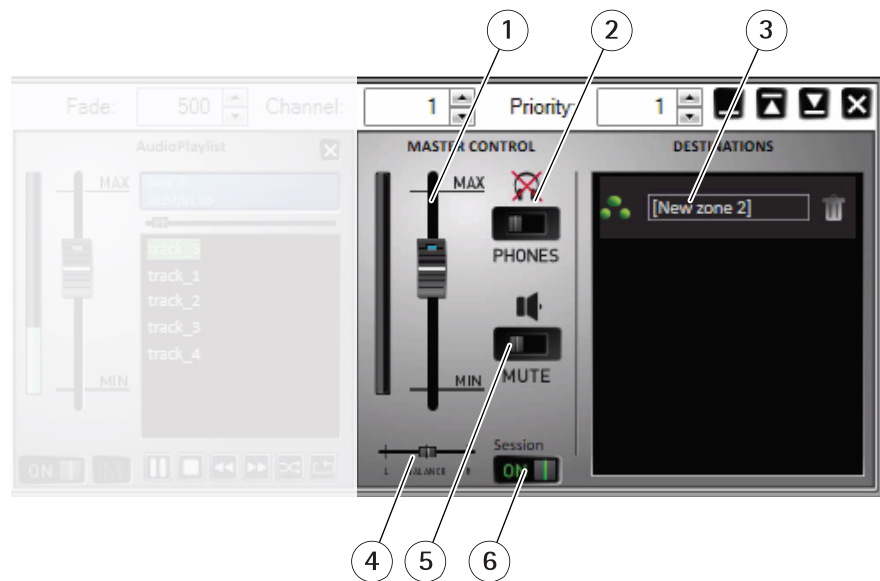 1 2 3
Fade: 500 Channel: 1 Priority: 1
AudioPlaylist
MASTER CONTROL
DESTINATIONS
MAX
MAX
[New zone 2]
track_5
track_1
track_2
track_3
track_4
PHONES
MIN
MIN
MUTE
Session
L BALANCE R
ON M
ON
4 5 6